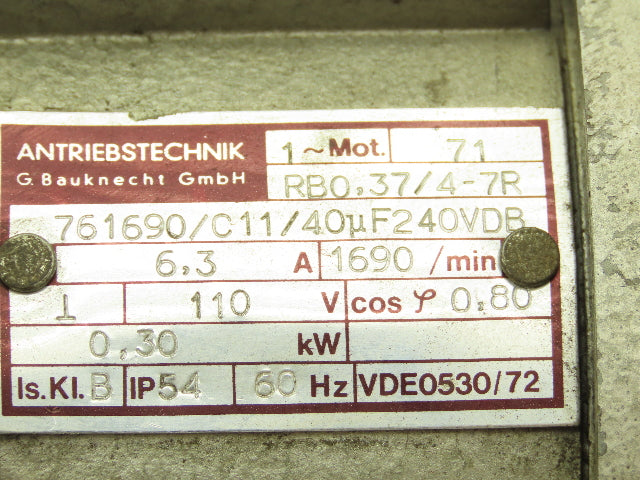 ANTRIEBSTECHNIK
G. Bauknecht GmbH
1~Mot. 71
RB0,37/4-7R
761690/C11/40µF240VDB
6,3 A 1690 /min
1 110 V cos φ 0,80
0,30 kW
Is.Kl. B IP54 60 Hz VDE0530/72